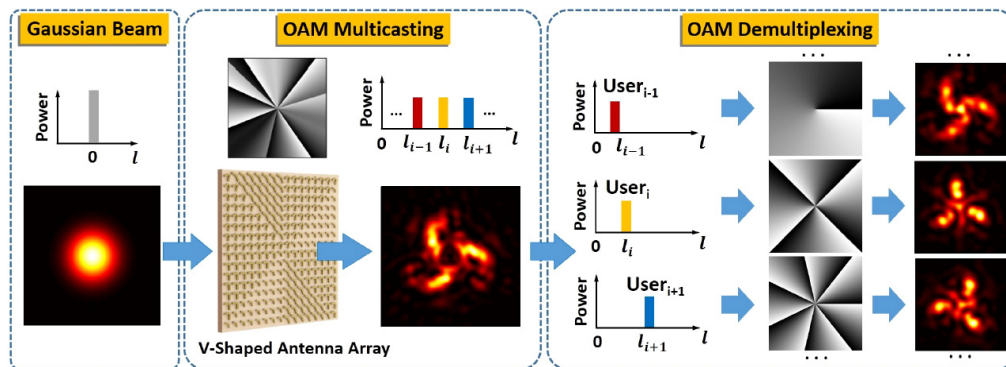 Gaussian Beam
Power
0
l
OAM Multicasting
Power
...
...
0
l_{i-1} l_i l_{i+1}
l
V-Shaped Antenna Array
OAM Demultiplexing
...
...
User_{i-1}
Power
0
l_{i-1}
l
User_i
Power
0
l_i
l
User_{i+1}
Power
0
l_{i+1}
l
...
...